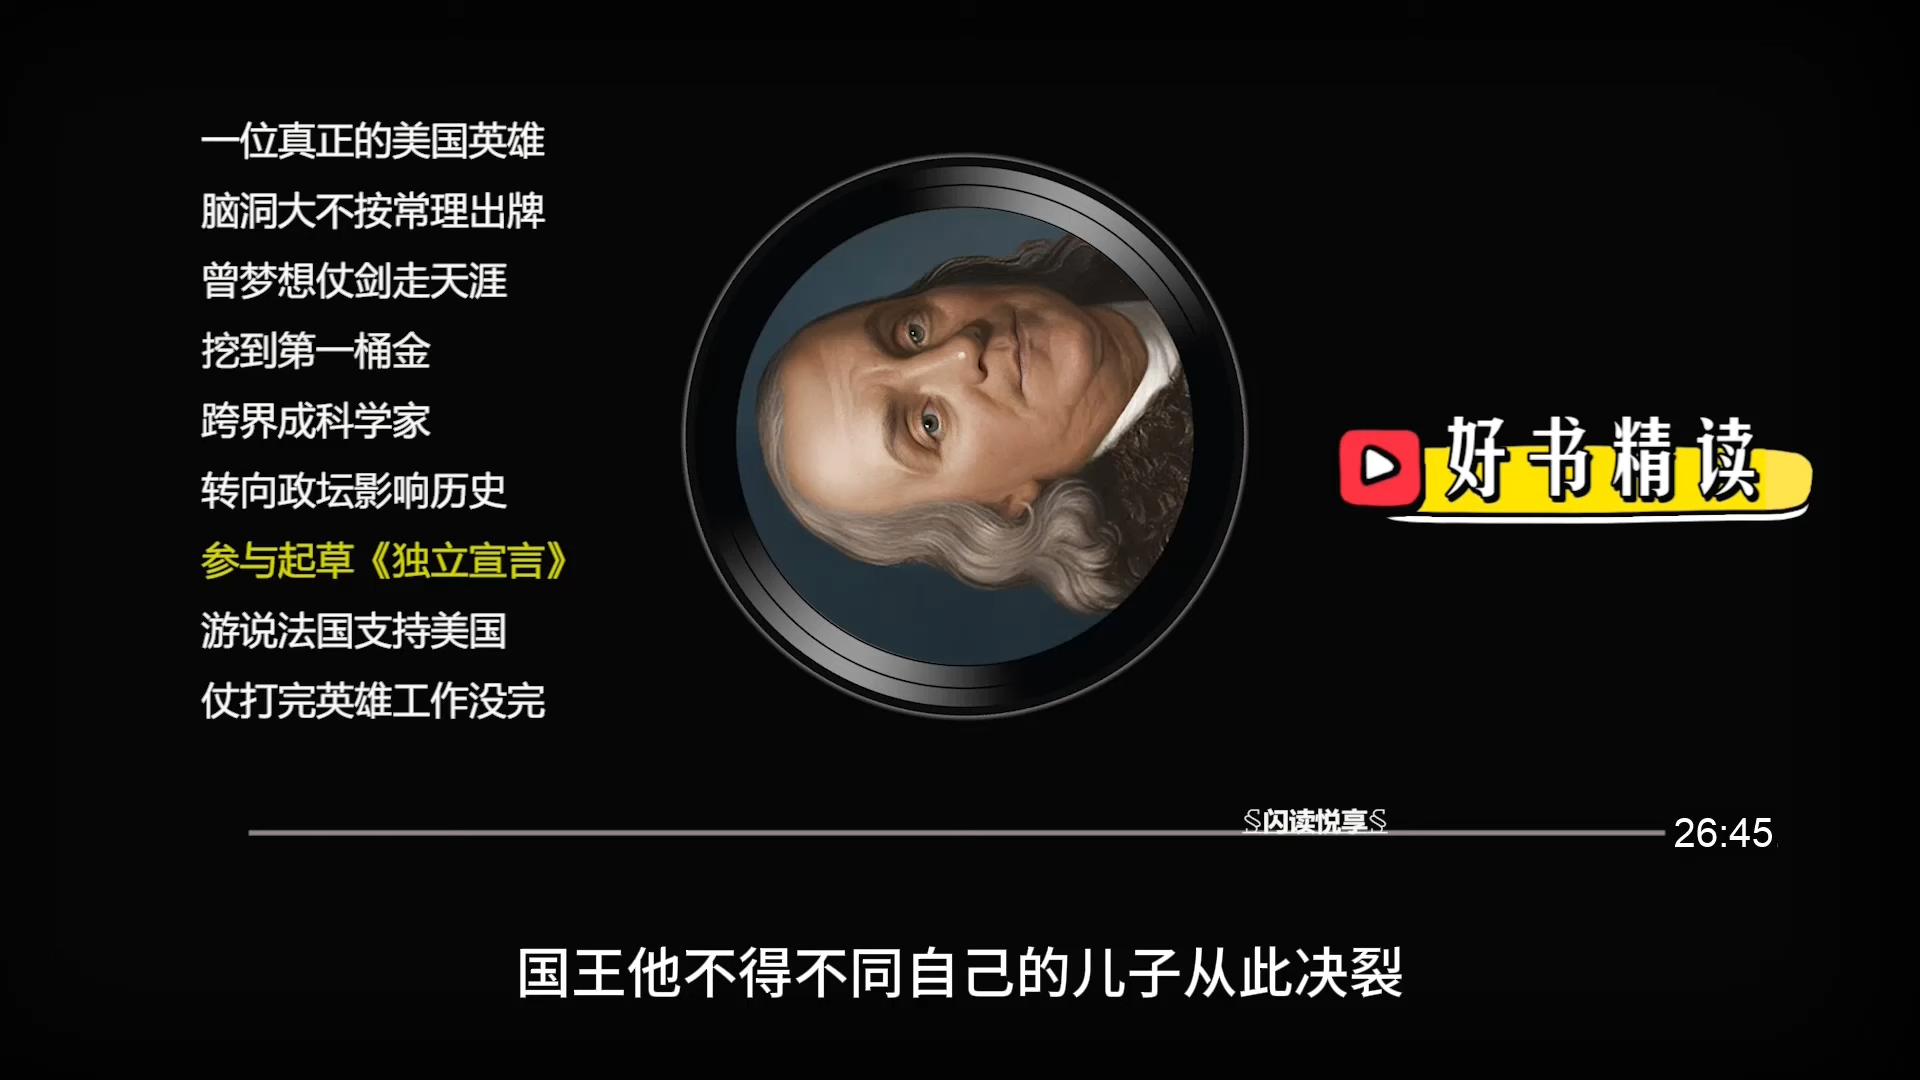 一位真正的美国英雄
脑洞大不按常理出牌
曾梦想仗剑走天涯
挖到第一桶金
跨界成科学家
转向政坛影响历史
参与起草《独立宣言》
游说法国支持美国
仗打完英雄工作没完
好书精读
§闪读悦享§
26:45
国王他不得不同自己的儿子从此决裂